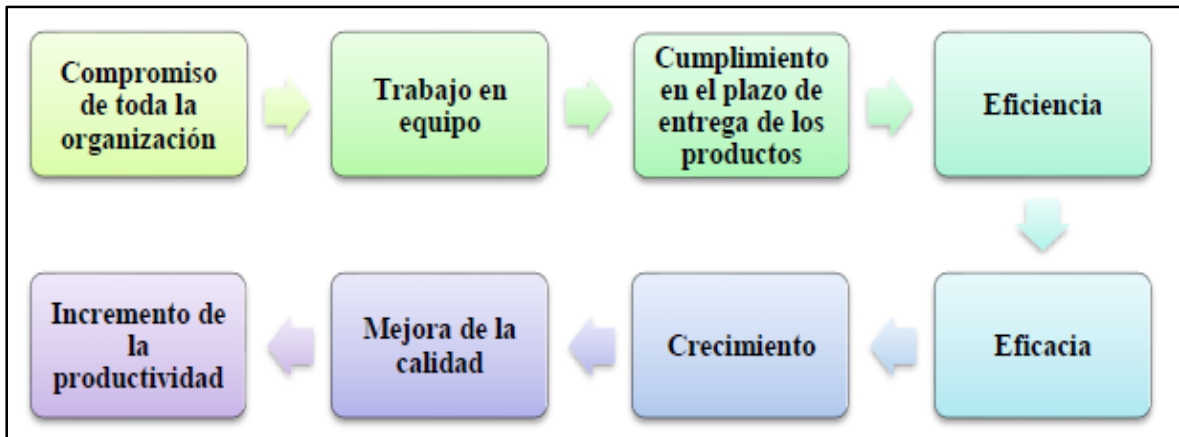 Compromiso
de toda la
organización
Trabajo en
equipo
Cumplimiento
en el plazo de
entrega de los
productos
Eficiencia
Eficacia
Crecimiento
Mejora de la
calidad
Incremento de
la
productividad